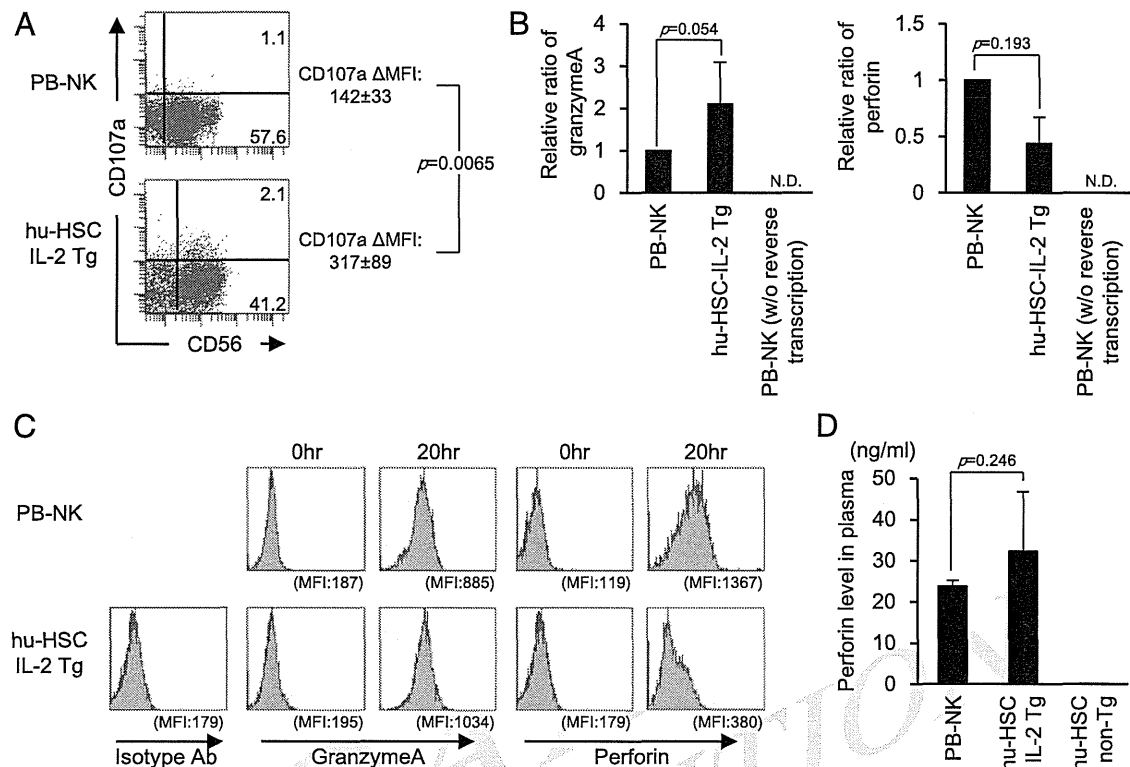 A
PB-NK
1.1
57.6
CD107a ΔMFI:
142±33
p=0.0065
hu-HSC
IL-2 Tg
2.1
41.2
CD107a ΔMFI:
317±89
CD107a
CD56
B
Relative ratio of
granzymeA
p=0.054
4
3
2
1
0
N.D.
PB-NK
hu-HSC-IL-2 Tg
PB-NK (w/o reverse
transcription)
Relative ratio of
perforin
p=0.193
1.5
1
0.5
0
N.D.
PB-NK
hu-HSC-IL-2 Tg
PB-NK (w/o reverse
transcription)
C
0hr 20hr 0hr 20hr
PB-NK
(MFI:187) (MFI:885) (MFI:119) (MFI:1367)
hu-HSC
IL-2 Tg
(MFI:179) (MFI:195) (MFI:1034) (MFI:179) (MFI:380)
Isotype Ab GranzymeA Perforin
D
(ng/ml)
Perforin level in plasma
p=0.246
50
40
30
20
10
0
PB-NK
hu-HSC
IL-2 Tg
hu-HSC
non-Tg